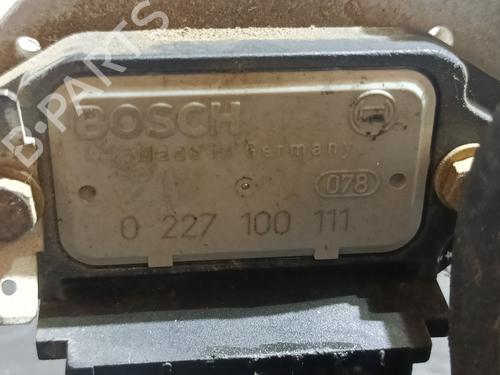 B-PARTS
BOSCH
Made in Germany
078
0 227 100 111